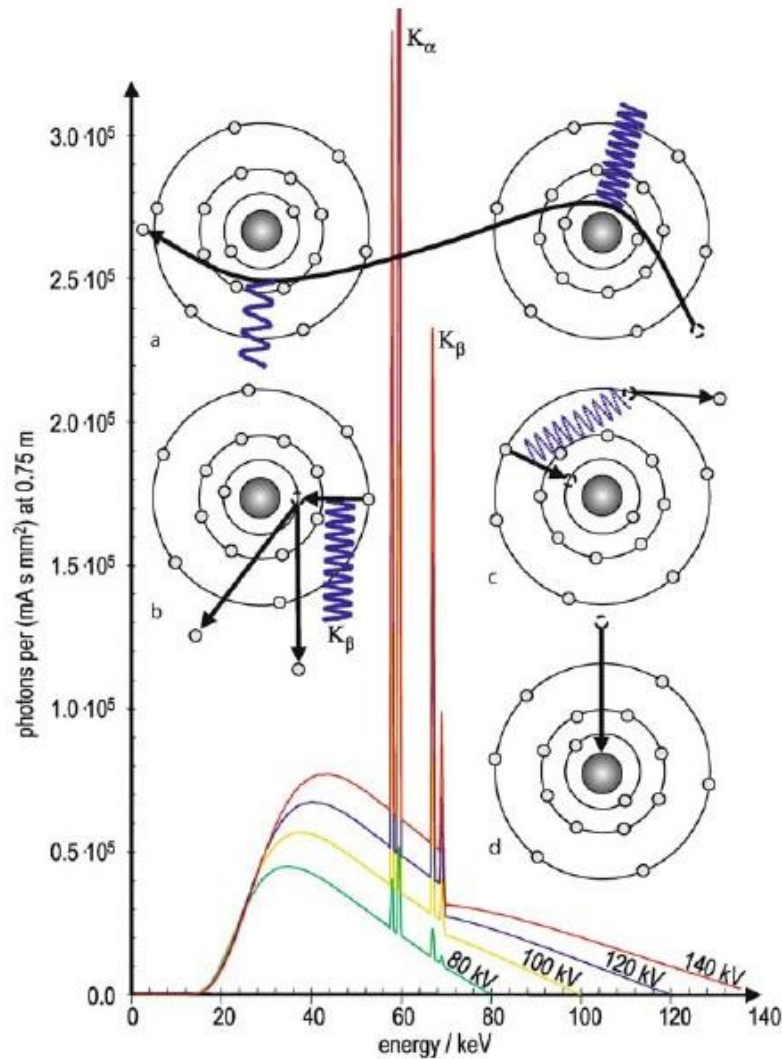 Kα
3.0·10⁵
2.5·10⁵
a
Kβ
2.0·10⁵
c
1.5·10⁵
b
Kβ
photons per (mA s mm²) at 0.75 m
1.0·10⁵
d
0.5·10⁵
80 kV
100 kV
120 kV
140 kV
0.0
0
20
40
60
80
100
120
140
energy / keV